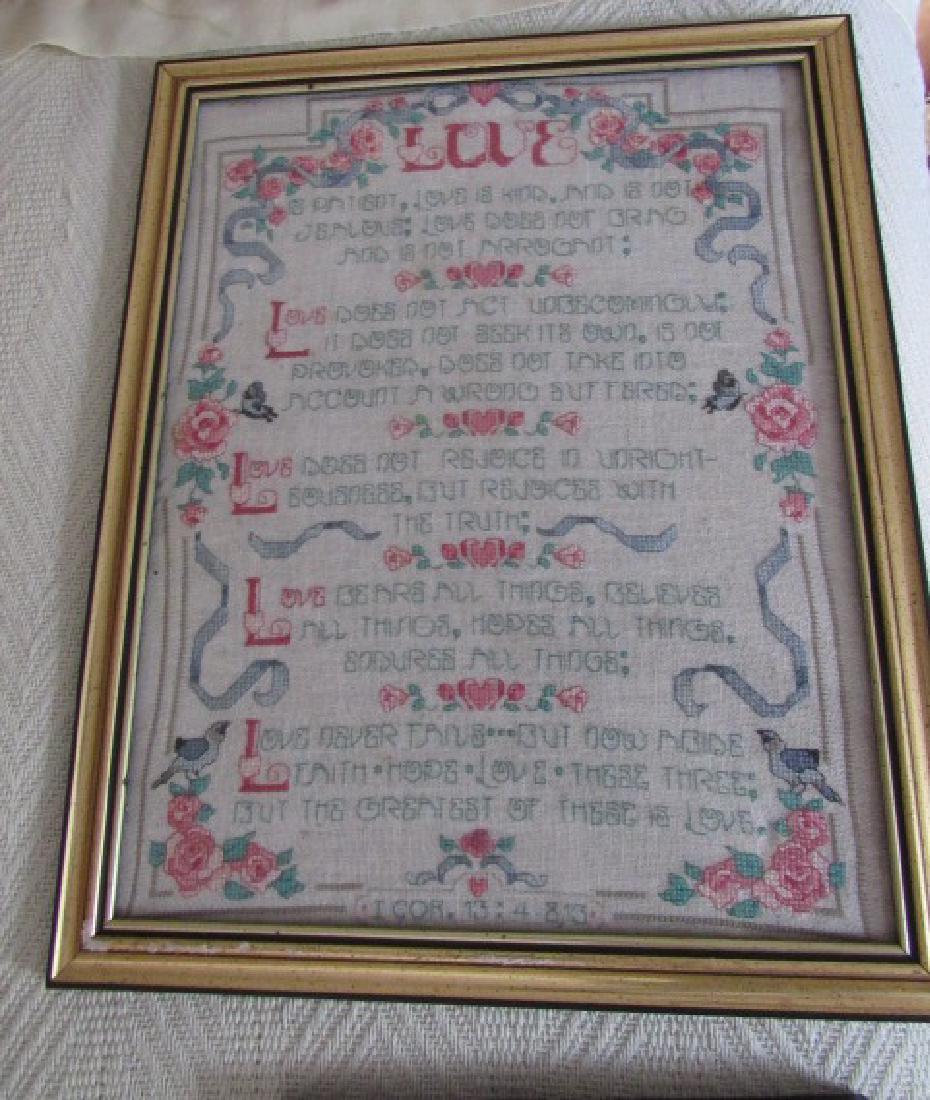 LOVE
IS PATIENT, LOVE IS KIND, AND IS NOT
JEALOUS; LOVE DOES NOT BRAG
AND IS NOT ARROGANT;
LOVE DOES NOT ACT UNBECOMINGLY;
IT DOES NOT SEEK ITS OWN, IS NOT
PROVOKED, DOES NOT TAKE INTO
ACCOUNT A WRONG SUFFERED;
LOVE DOES NOT REJOICE IN UNRIGHT-
EOUSNESS, BUT REJOICES WITH
THE TRUTH;
LOVE BEARS ALL THINGS, BELIEVES
ALL THINGS, HOPES ALL THINGS,
ENDURES ALL THINGS;
LOVE NEVER FAILS···BUT NOW ABIDE
FAITH·HOPE·LOVE·THESE THREE;
BUT THE GREATEST OF THESE IS LOVE.
I COR. 13:4-8,13